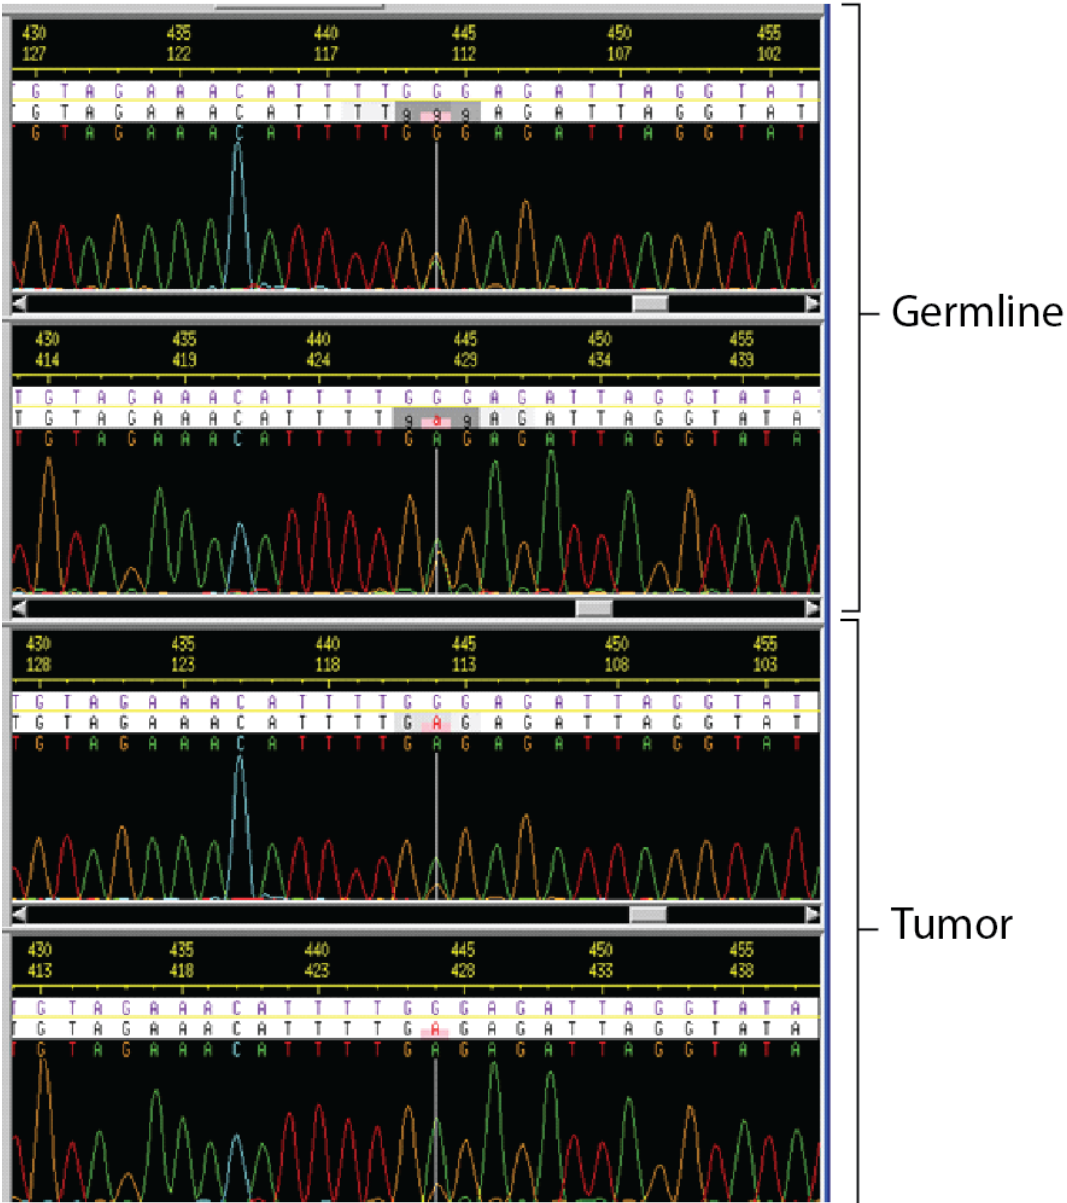 430 435 440 445 450 455
127 122 117 112 107 102
T G T A G A A A C A T T T T G G G A G A T T A G G T A T
T G T A G A A A C A T T T T g g g A G A T T A G G T A T
T G T A G A A A C A T T T T G G G A G A T T A G G T A T
430 435 440 445 450 455
414 419 424 429 434 439
T G T A G A A A C A T T T T G G G A G A T T A G G T A T A
T G T A G A A A C A T T T T g a g A G A T T A G G T A T A
T G T A G A A A C A T T T T G A G A G A T T A G G T A T A
Germline
430 435 440 445 450 455
128 123 118 113 108 103
T G T A G A A A C A T T T T G G G A G A T T A G G T A T
T G T A G A A A C A T T T T G A G A G A T T A G G T A T
T G T A G A A A C A T T T T G A G A G A T T A G G T A T
430 435 440 445 450 455
413 418 423 428 433 438
T G T A G A A A C A T T T T G G G A G A T T A G G T A T A
T G T A G A A A C A T T T T G A G A G A T T A G G T A T A
T G T A G A A A C A T T T T G A G A G A T T A G G T A T A
Tumor